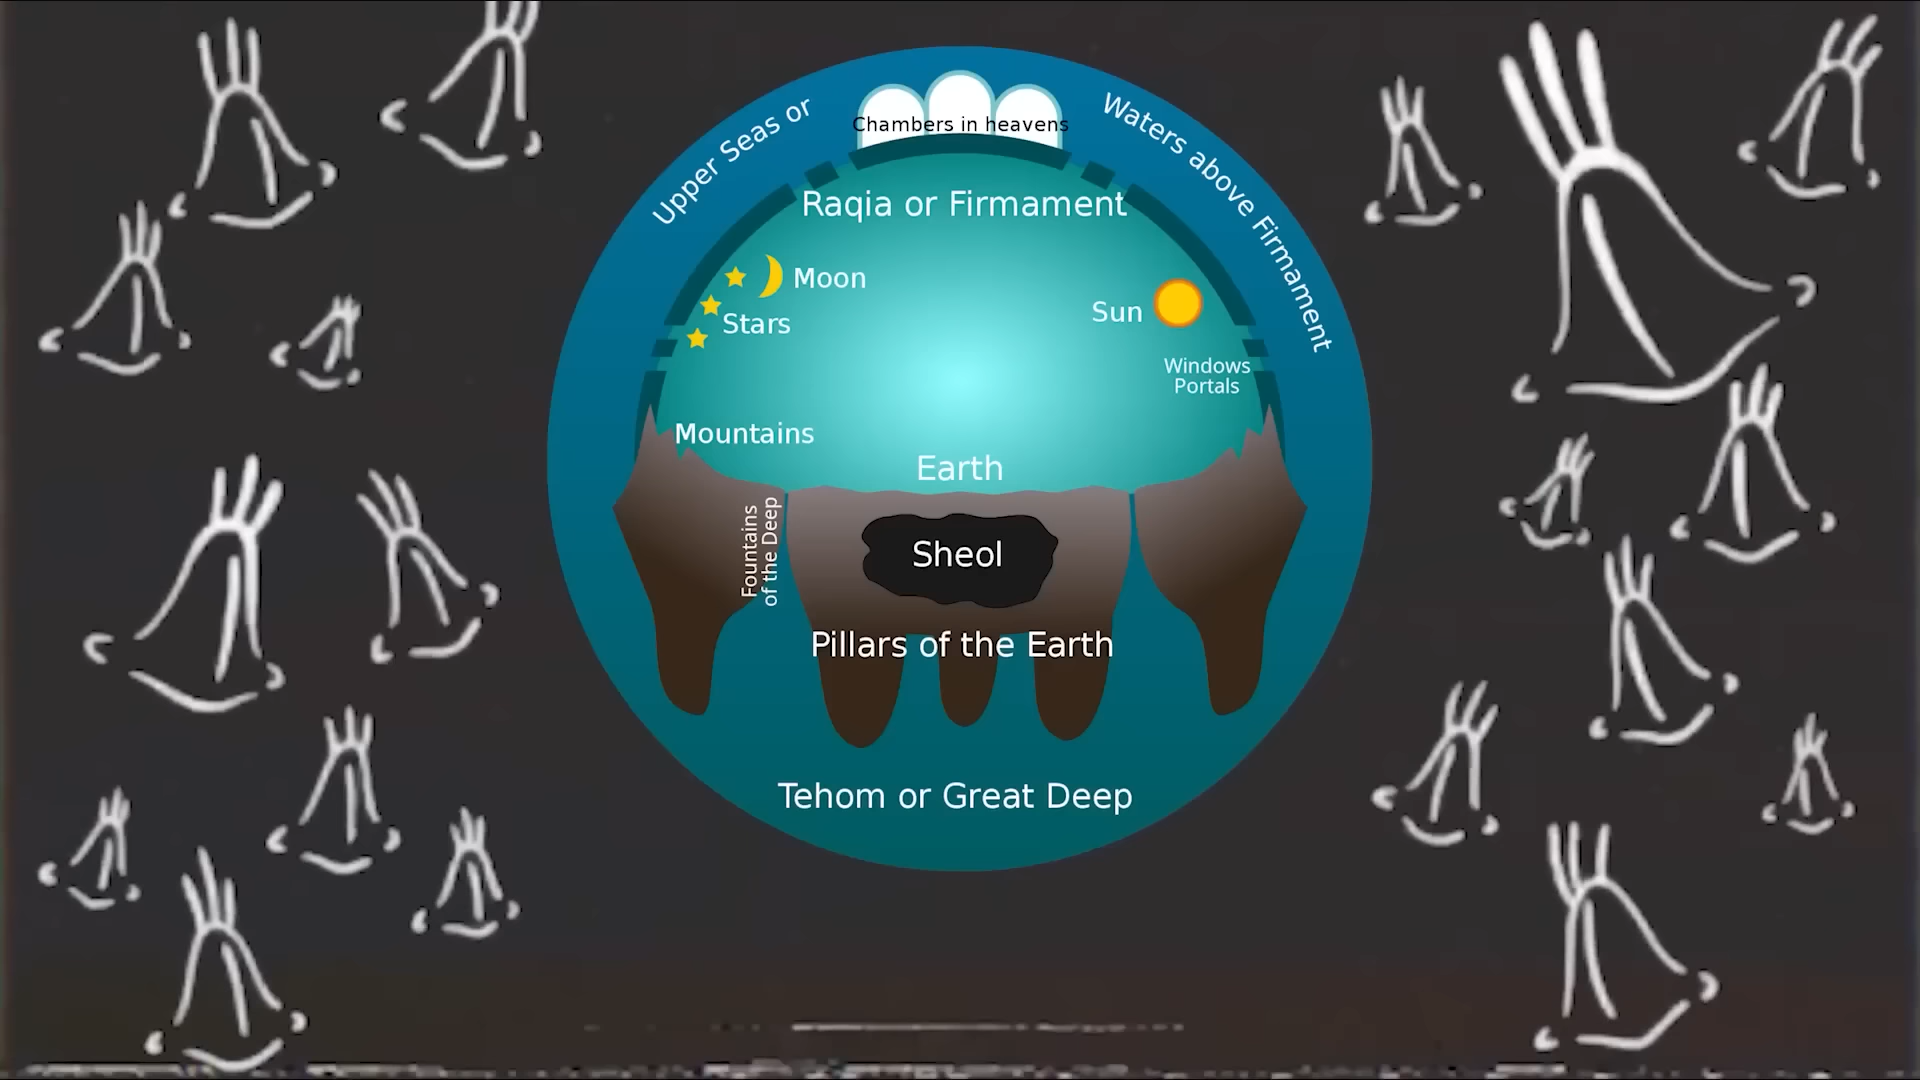 Chambers in heavens
Upper Seas or
Waters above Firmament
Raqia or Firmament
Moon
Stars
Sun
Windows
Portals
Mountains
Earth
Fountains
of the Deep
Sheol
Pillars of the Earth
Tehom or Great Deep